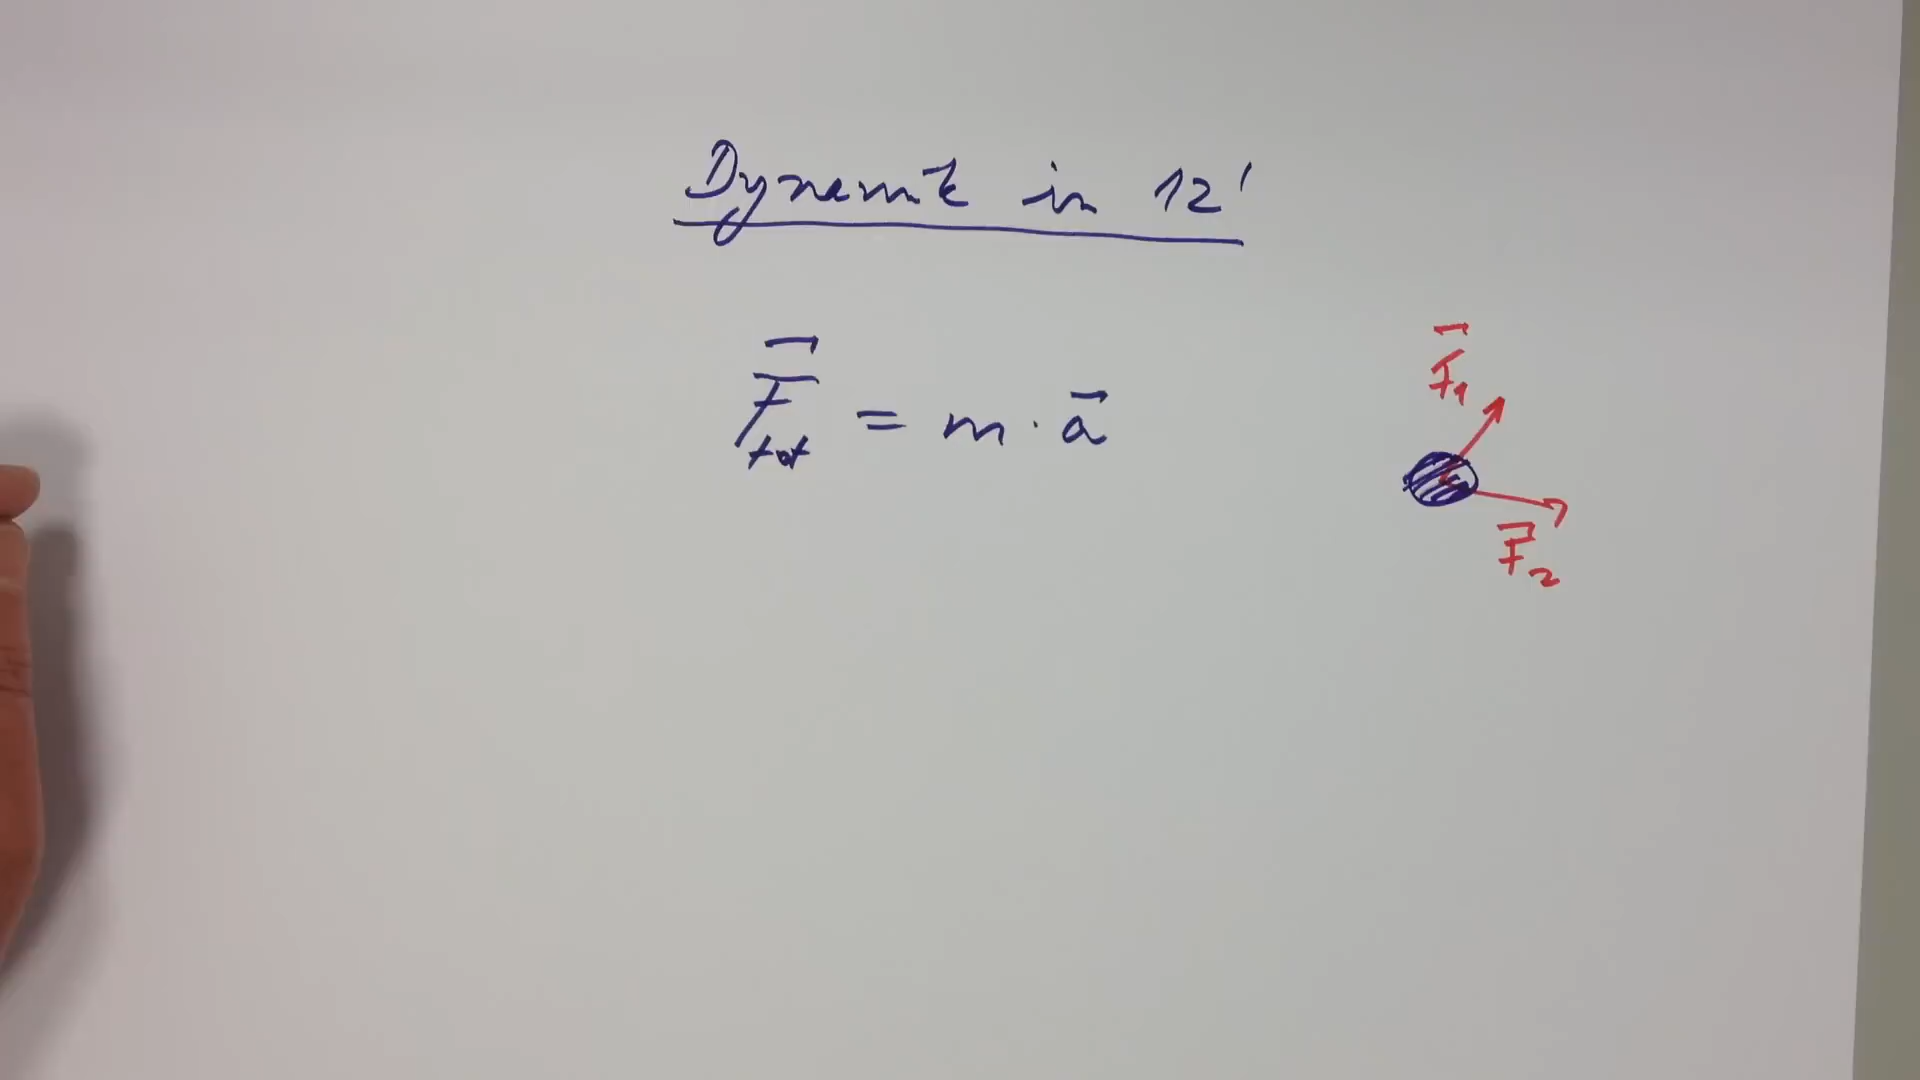 Dynamik in 12'
F⃗tot = m · a⃗
F⃗1
F⃗2